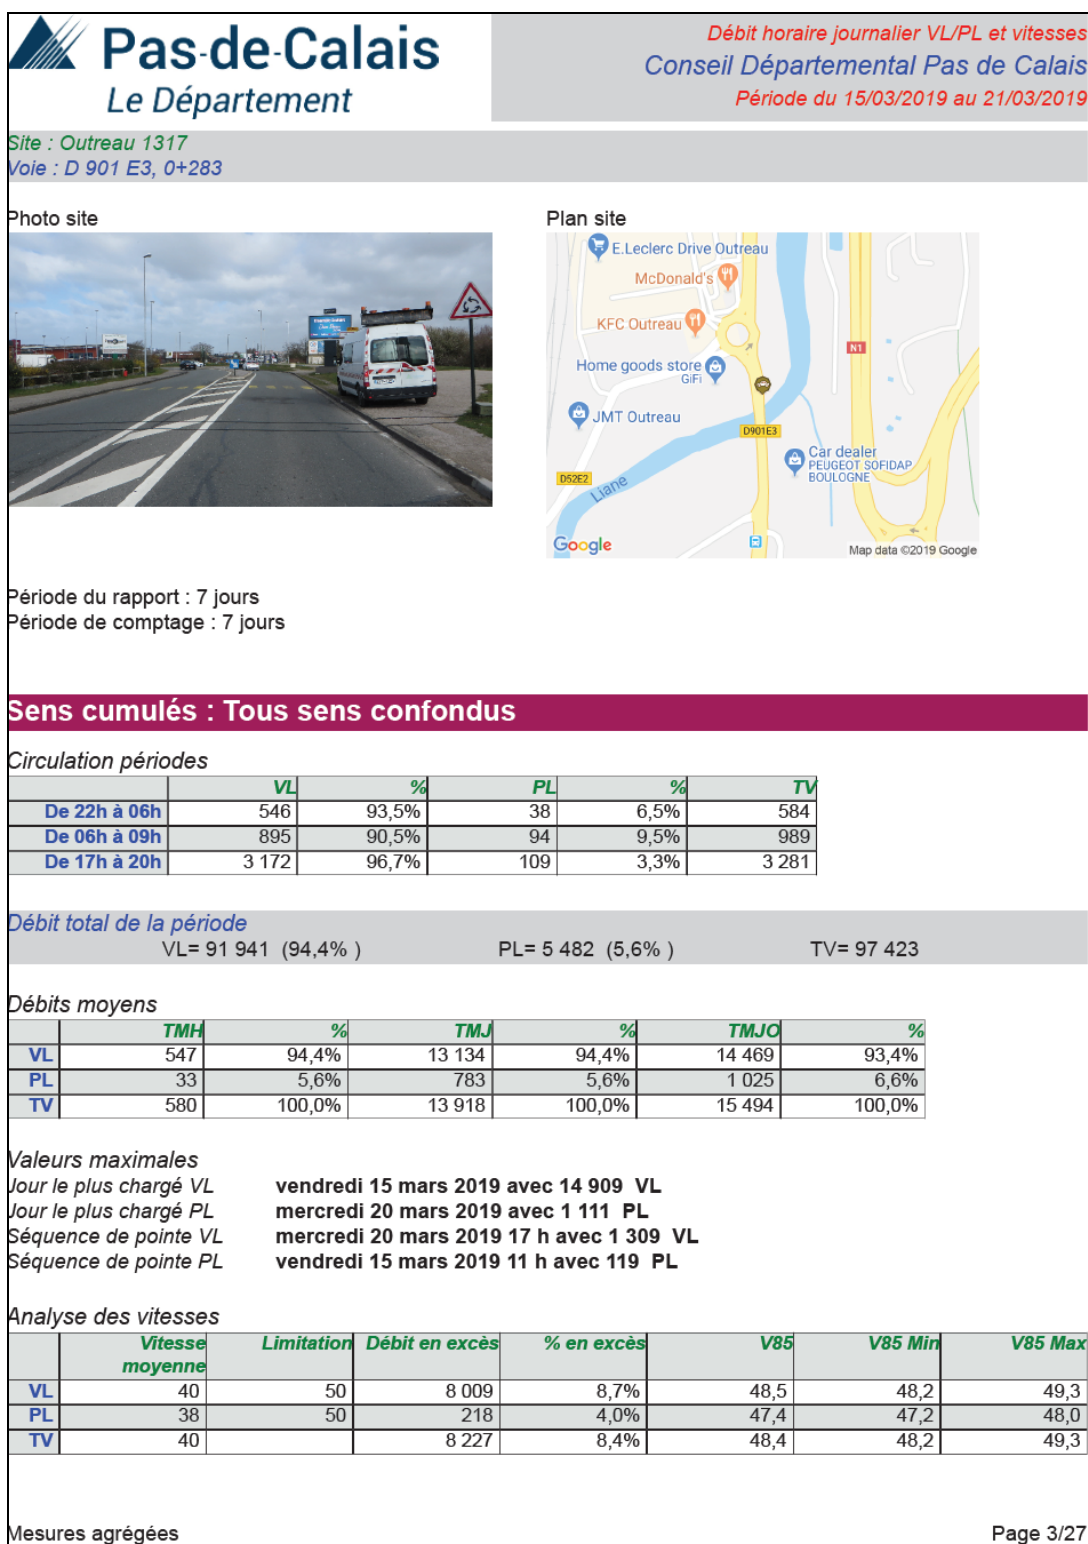 Pas-de-Calais
Le Département
Débit horaire journalier VL/PL et vitesses
Conseil Départemental Pas de Calais
Période du 15/03/2019 au 21/03/2019
Site : Outreau 1317
Voie : D 901 E3, 0+283
Photo site
Plan site
E.Leclerc Drive Outreau
McDonald's
KFC Outreau
N1
Home goods store
GiFi
JMT Outreau
D901E3
Car dealer
PEUGEOT SOFIDAP
BOULOGNE
D52E2
Liane
Google
Map data ©2019 Google
Période du rapport : 7 jours
Période de comptage : 7 jours
Sens cumulés : Tous sens confondus
Circulation périodes
VL % PL % TV
De 22h à 06h 546 93,5% 38 6,5% 584
De 06h à 09h 895 90,5% 94 9,5% 989
De 17h à 20h 3 172 96,7% 109 3,3% 3 281
Débit total de la période
VL= 91 941 (94,4% ) PL= 5 482 (5,6% ) TV= 97 423
Débits moyens
TMH % TMJ % TMJO %
VL 547 94,4% 13 134 94,4% 14 469 93,4%
PL 33 5,6% 783 5,6% 1 025 6,6%
TV 580 100,0% 13 918 100,0% 15 494 100,0%
Valeurs maximales
Jour le plus chargé VL vendredi 15 mars 2019 avec 14 909 VL
Jour le plus chargé PL mercredi 20 mars 2019 avec 1 111 PL
Séquence de pointe VL mercredi 20 mars 2019 17 h avec 1 309 VL
Séquence de pointe PL vendredi 15 mars 2019 11 h avec 119 PL
Analyse des vitesses
Vitesse moyenne Limitation Débit en excès % en excès V85 V85 Min V85 Max
VL 40 50 8 009 8,7% 48,5 48,2 49,3
PL 38 50 218 4,0% 47,4 47,2 48,0
TV 40 8 227 8,4% 48,4 48,2 49,3
Mesures agrégées
Page 3/27